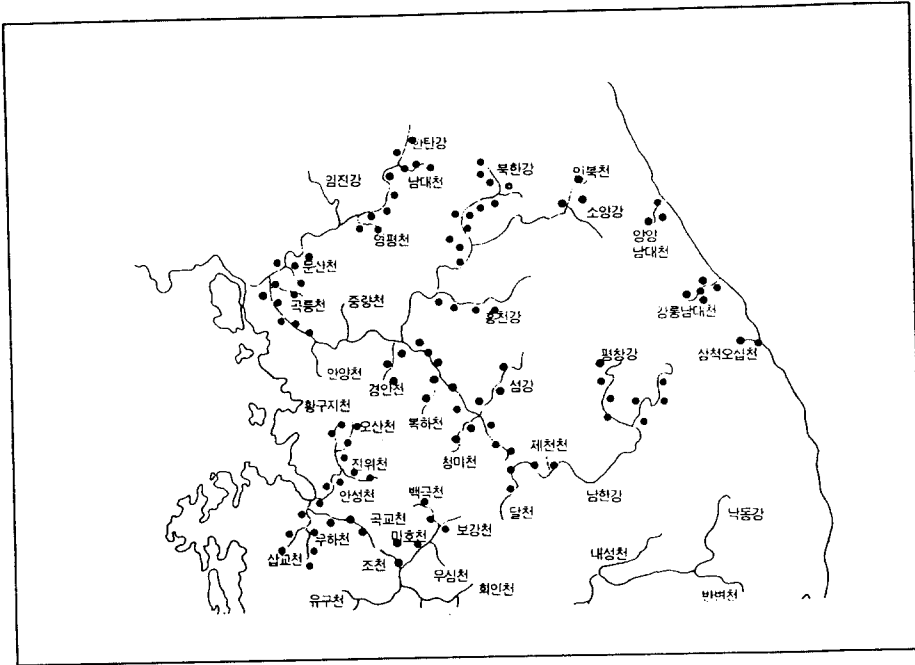 한탄강
북한강
인북천
임진강
남대천
소양강
영평천
양양
남대천
문산천
곡릉천
중랑천
홍천강
강릉남대천
안양천
경안천
섬강
평창강
삼척오십천
황구지천
오산천
복하천
청미천
진위천
제천천
안성천
백곡천
달천
남한강
곡교천
미호천
보강천
낙동강
무하천
삽교천
조천
무심천
내성천
유구천
회인천
반변천